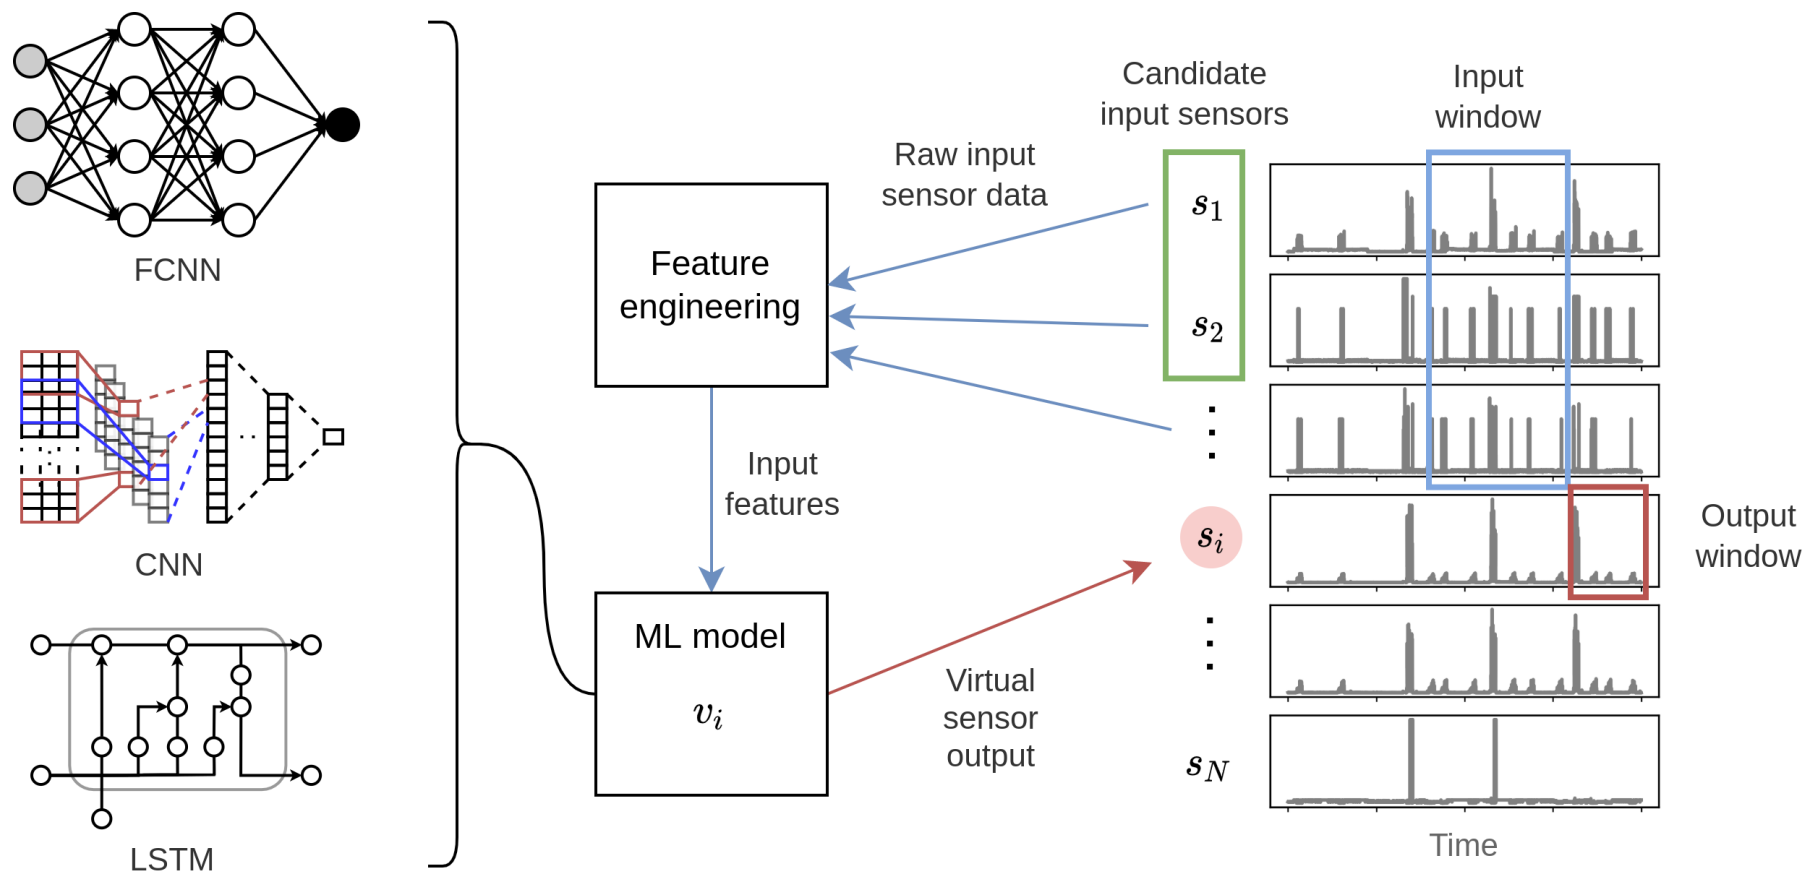 FCNN
CNN
LSTM
Feature
engineering
Input
features
ML model
v_i
Raw input
sensor data
Virtual
sensor
output
Candidate
input sensors
s_1
s_2
s_i
s_N
Input
window
Output
window
Time